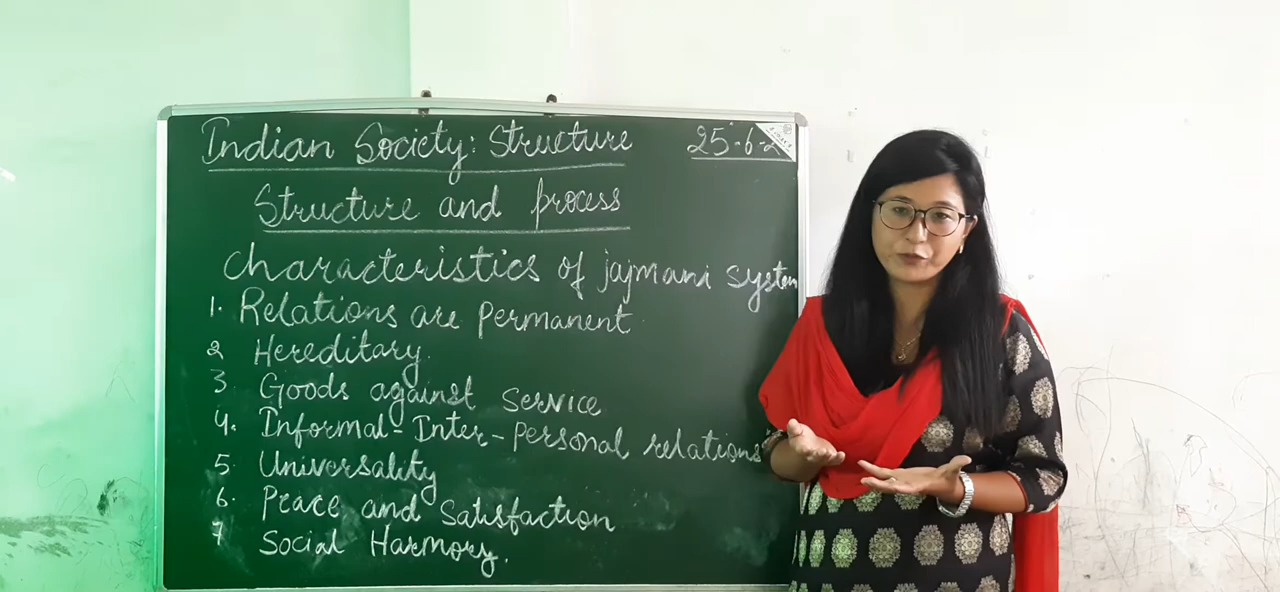 Indian Society: Structure
25-6-2
Structure and process
Characteristics of jajmani system
1. Relations are permanent.
2 Hereditary.
3. Goods against service
4. Informal-Inter-personal relations
5. Universality
6. Peace and Satisfaction
7 Social Harmony.